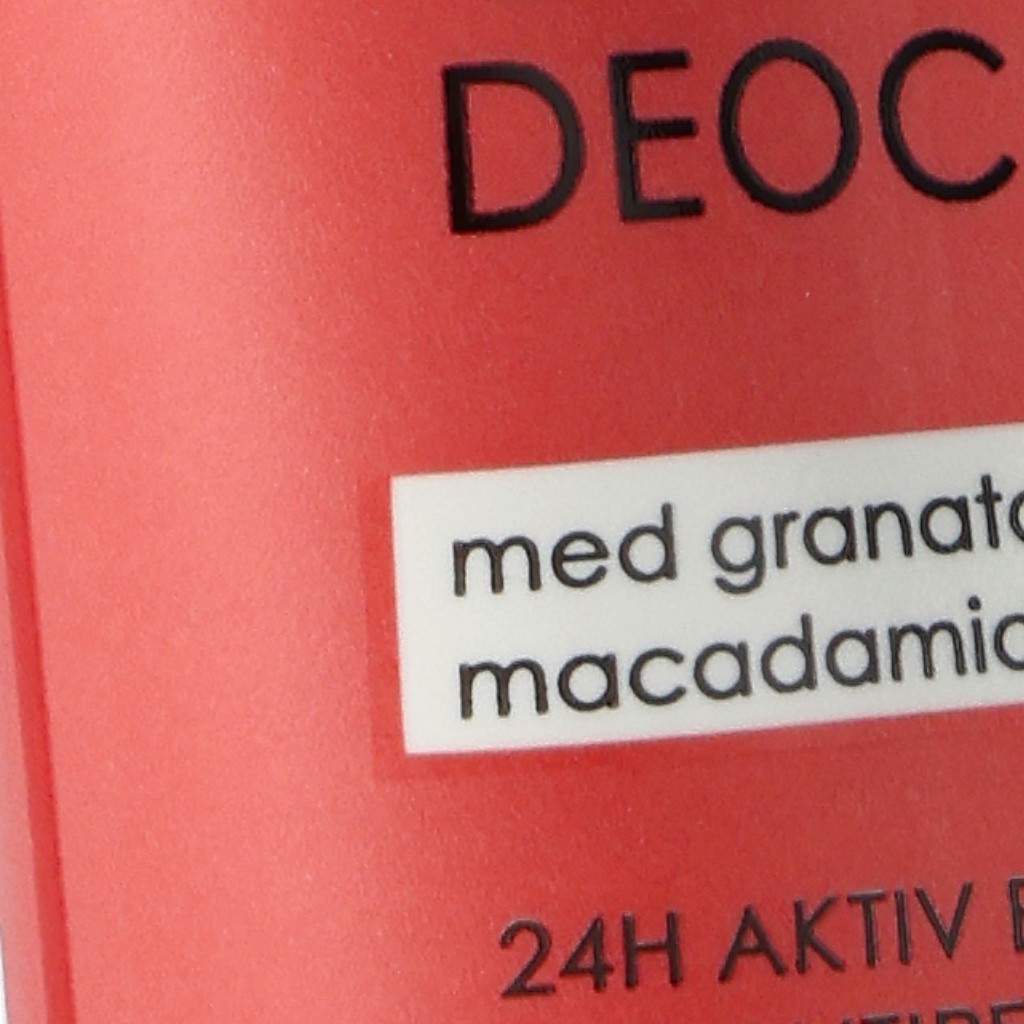 DEOC
med granat
macadami
24H AKTIV